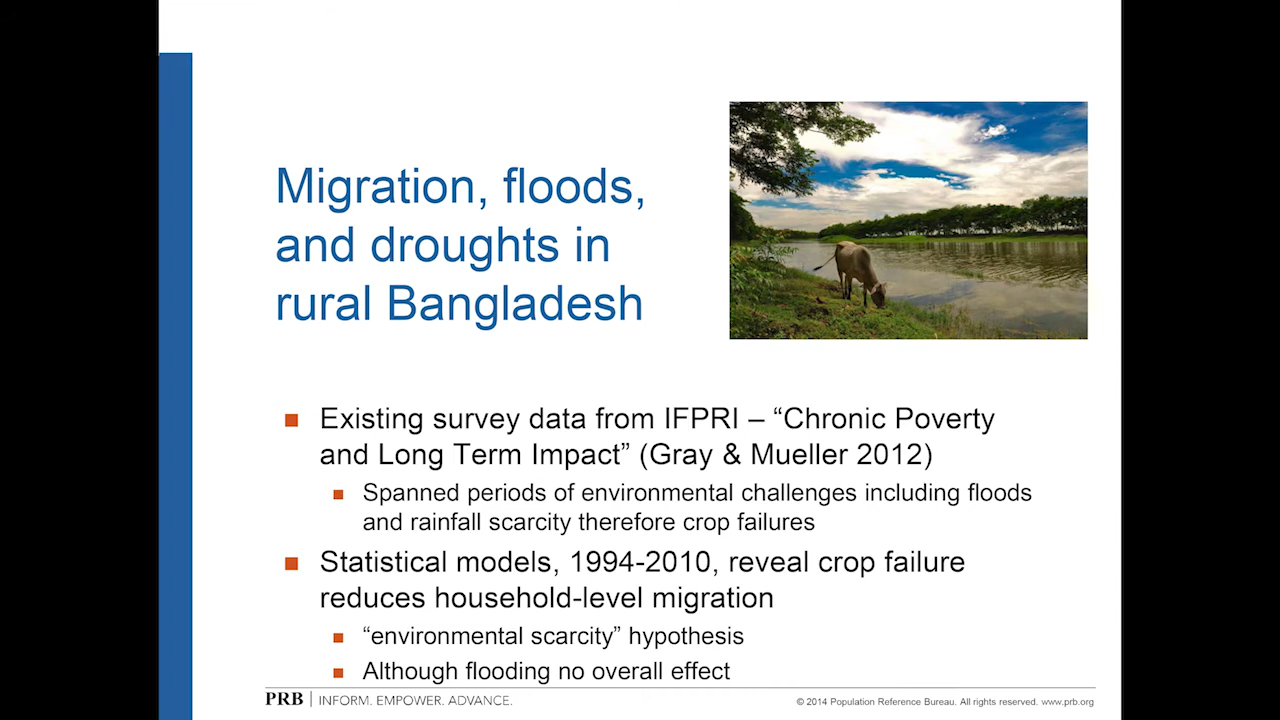 Migration, floods,
and droughts in
rural Bangladesh
■ Existing survey data from IFPRI – “Chronic Poverty
and Long Term Impact” (Gray & Mueller 2012)
■ Spanned periods of environmental challenges including floods
and rainfall scarcity therefore crop failures
■ Statistical models, 1994-2010, reveal crop failure
reduces household-level migration
■ “environmental scarcity” hypothesis
■ Although flooding no overall effect
PRB | INFORM. EMPOWER. ADVANCE.
© 2014 Population Reference Bureau. All rights reserved. www.prb.org